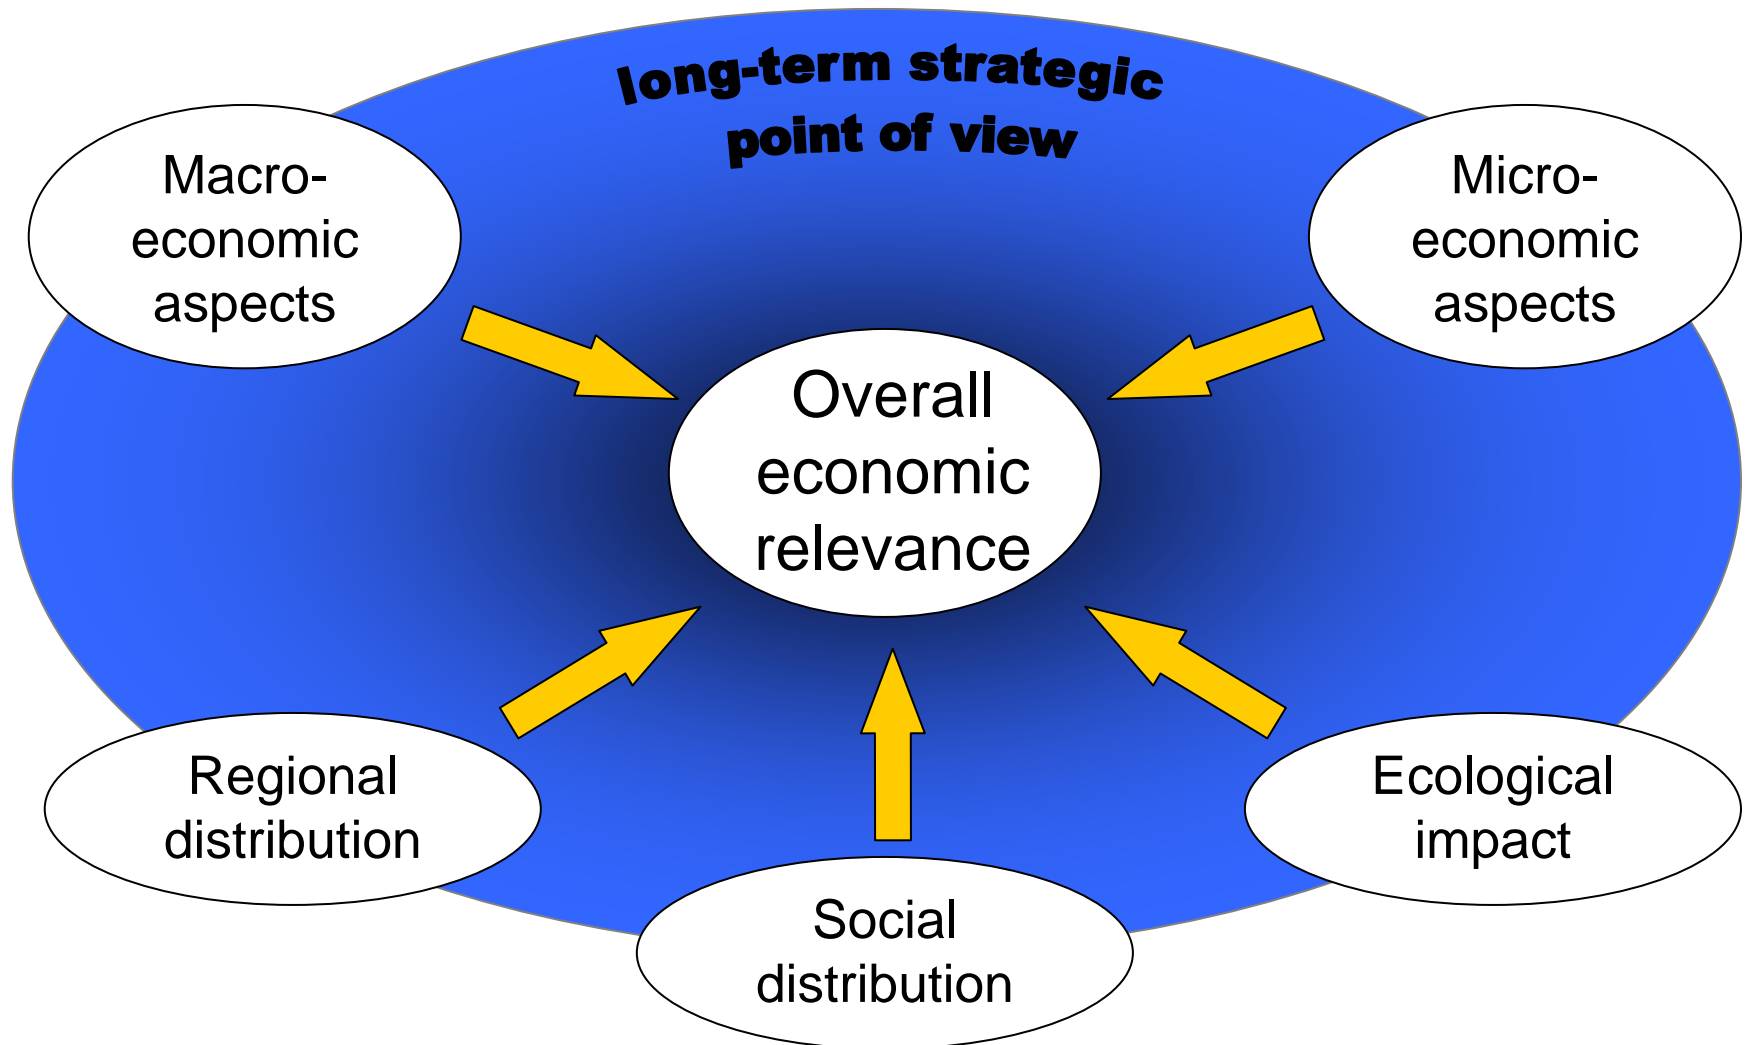 long-term strategic
point of view
Macro-
economic
aspects
Micro-
economic
aspects
Overall
economic
relevance
Regional
distribution
Ecological
impact
Social
distribution